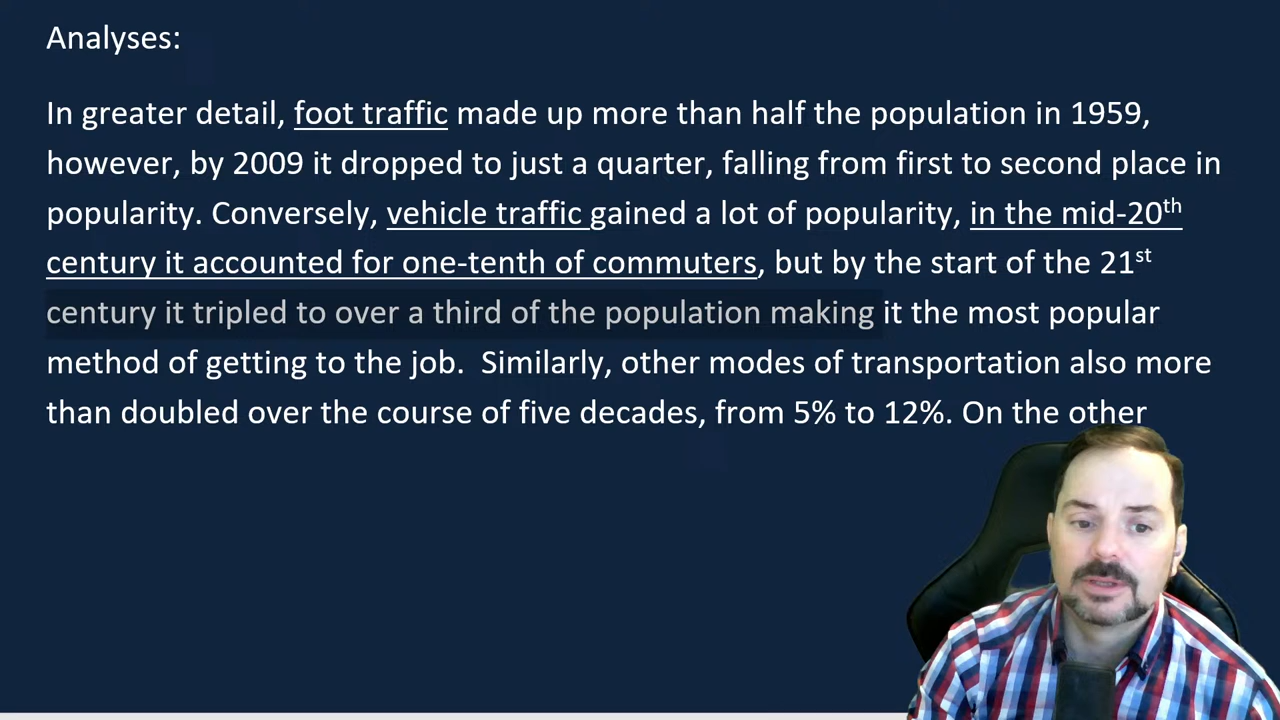 Analyses:
In greater detail, foot traffic made up more than half the population in 1959,
however, by 2009 it dropped to just a quarter, falling from first to second place in
popularity. Conversely, vehicle traffic gained a lot of popularity, in the mid-20th
century it accounted for one-tenth of commuters, but by the start of the 21st
century it tripled to over a third of the population making it the most popular
method of getting to the job.  Similarly, other modes of transportation also more
than doubled over the course of five decades, from 5% to 12%. On the other